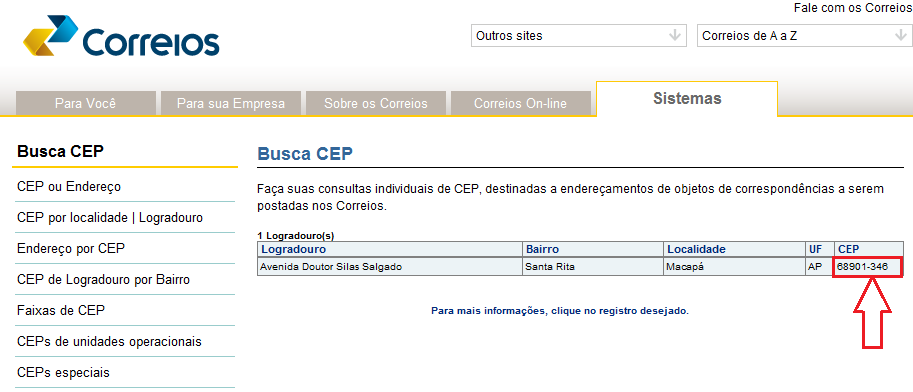 Fale com os Correios
Correios
Outros sites
Correios de A a Z
Para Você
Para sua Empresa
Sobre os Correios
Correios On-line
Sistemas
Busca CEP
CEP ou Endereço
CEP por localidade | Logradouro
Endereço por CEP
CEP de Logradouro por Bairro
Faixas de CEP
CEPs de unidades operacionais
CEPs especiais
Busca CEP
Faça suas consultas individuais de CEP, destinadas a endereçamentos de objetos de correspondências a serem
postadas nos Correios.
1 Logradouro(s)
Logradouro Bairro Localidade UF CEP
Avenida Doutor Silas Salgado Santa Rita Macapá AP 68901-346
Para mais informações, clique no registro desejado.